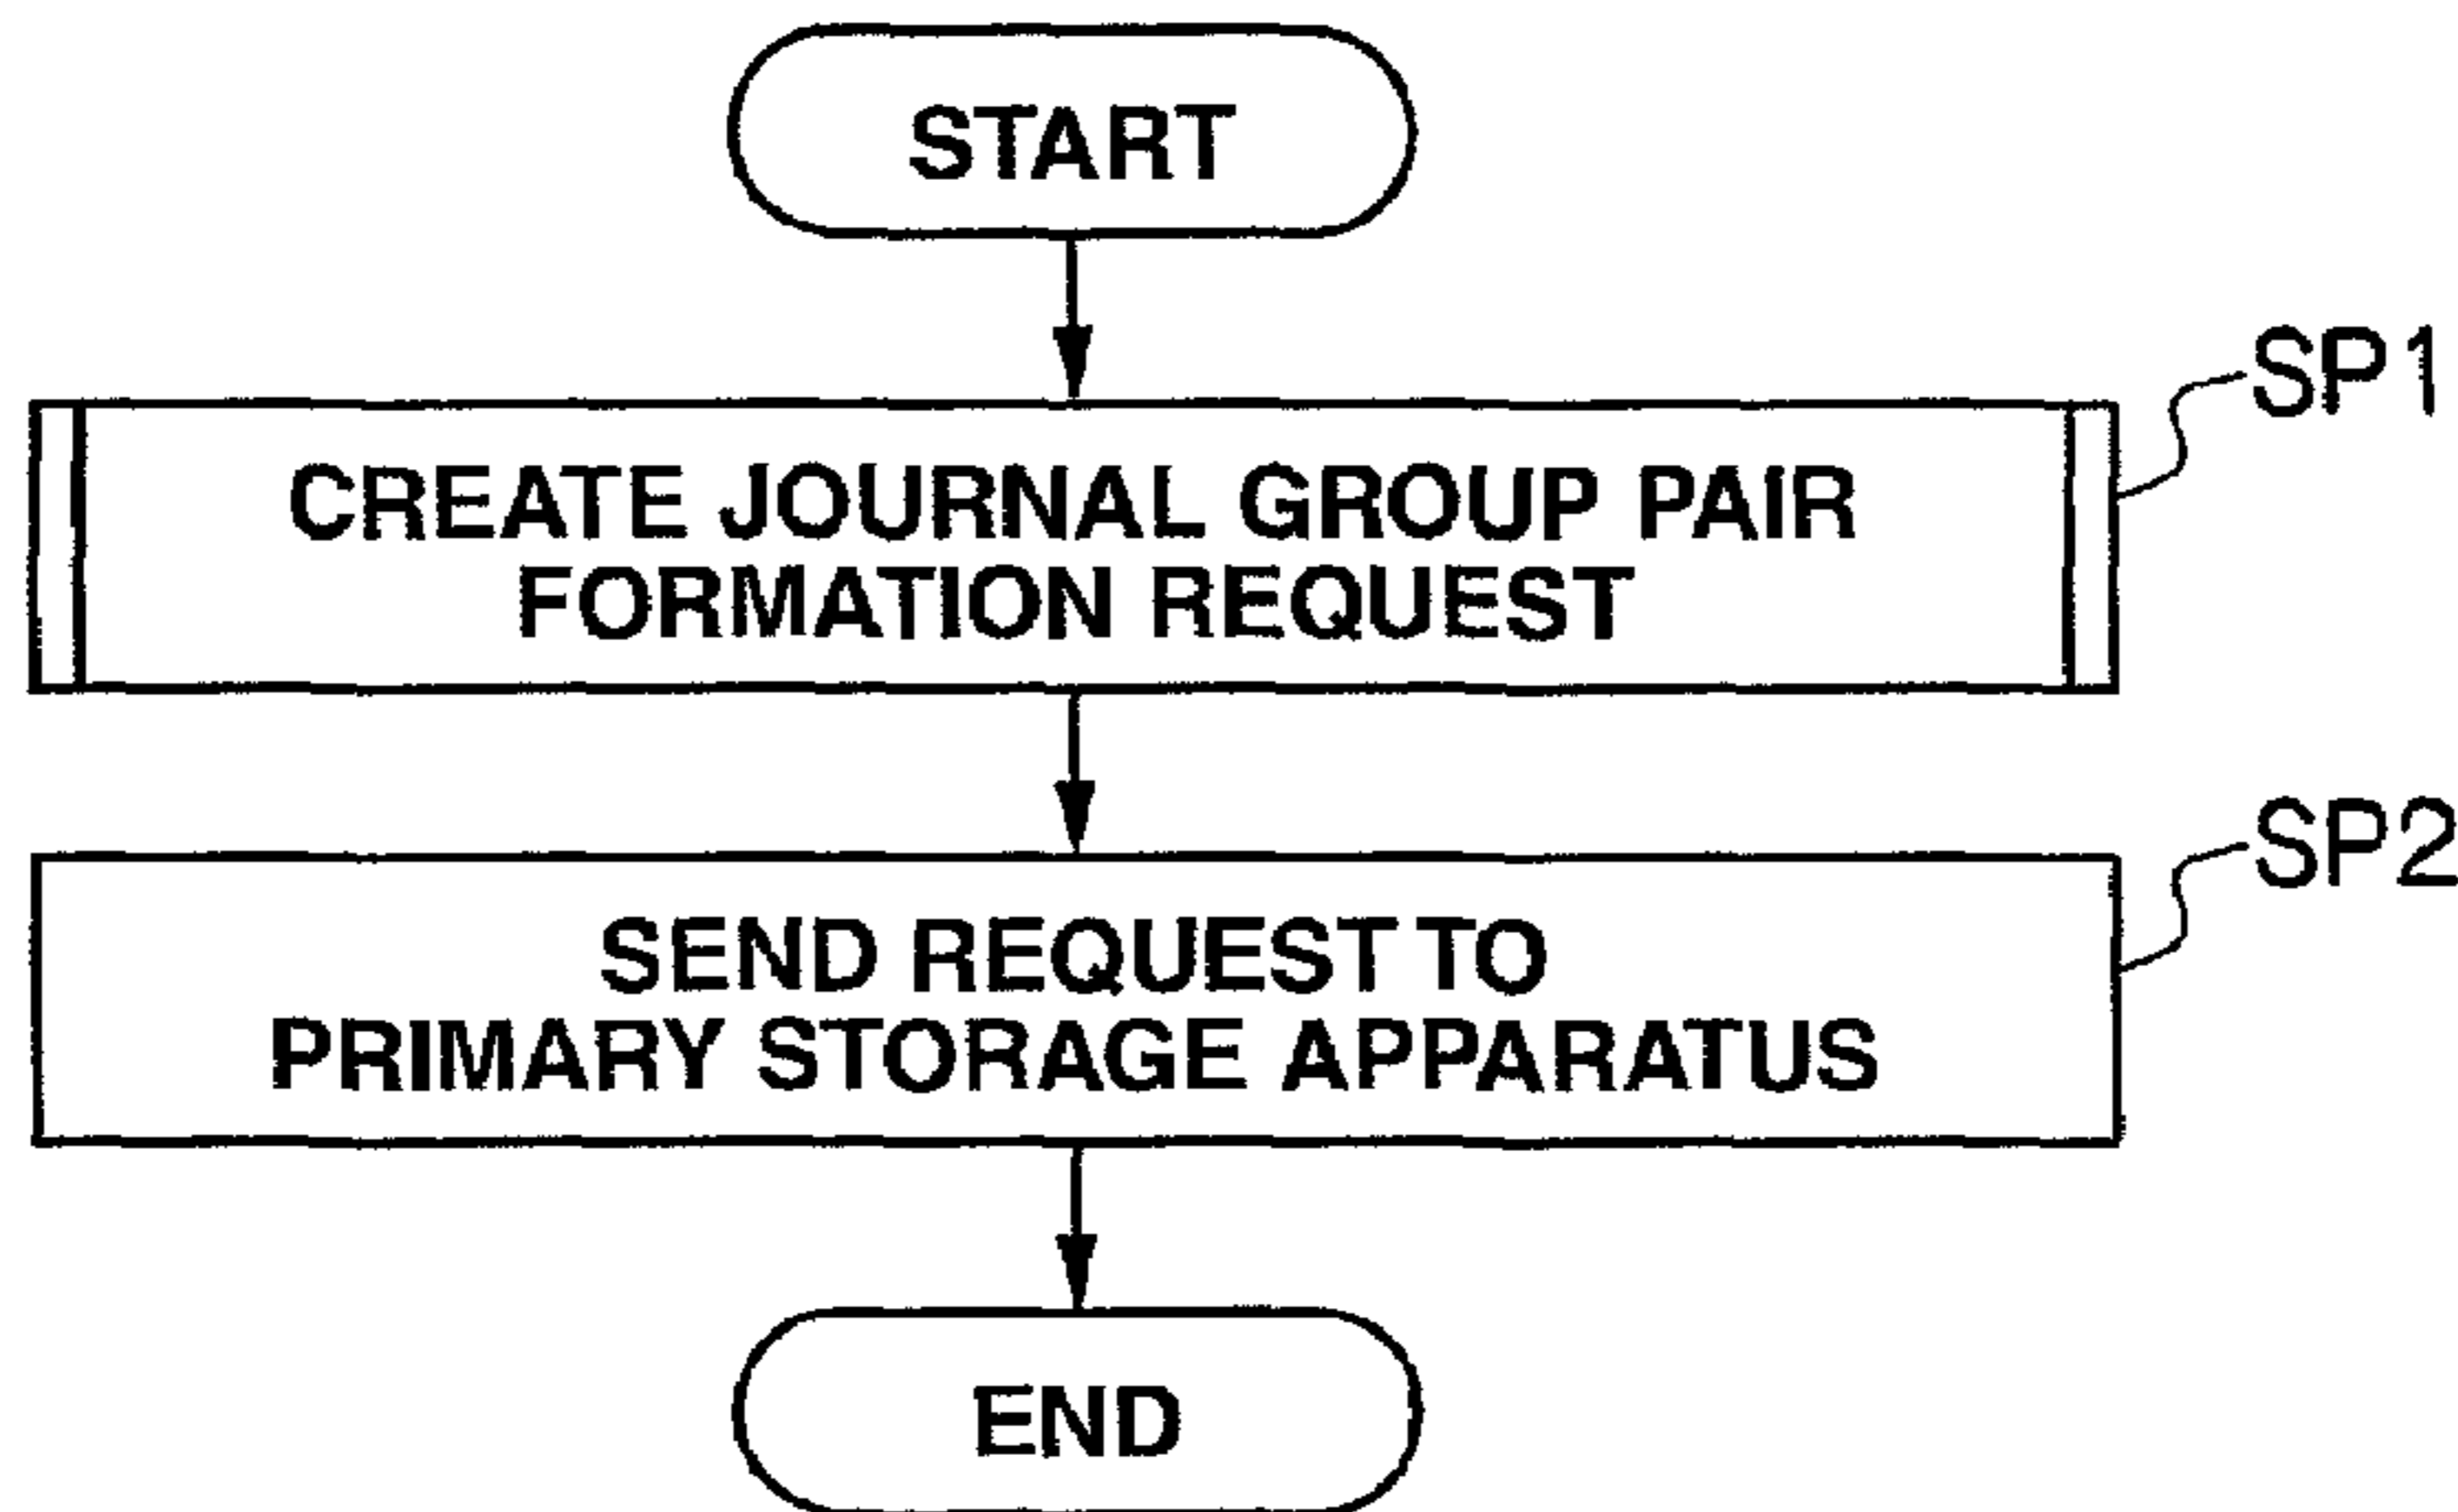 START
SP1
CREATE JOURNAL GROUP PAIR
FORMATION REQUEST
SP2
SEND REQUEST TO
PRIMARY STORAGE APPARATUS
END